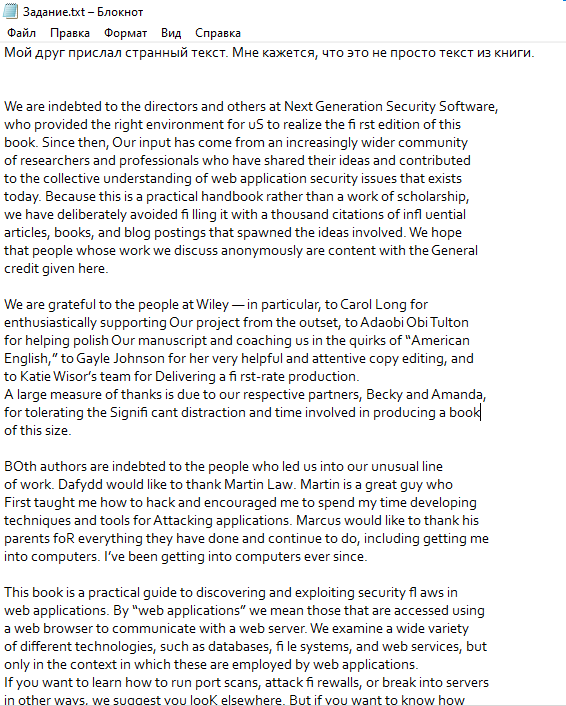 Задание.txt – Блокнот
Файл Правка Формат Вид Справка
Мой друг прислал странный текст. Мне кажется, что это не просто текст из книги.
We are indebted to the directors and others at Next Generation Security Software,
who provided the right environment for uS to realize the fi rst edition of this
book. Since then, Our input has come from an increasingly wider community
of researchers and professionals who have shared their ideas and contributed
to the collective understanding of web application security issues that exists
today. Because this is a practical handbook rather than a work of scholarship,
we have deliberately avoided fi lling it with a thousand citations of infl uential
articles, books, and blog postings that spawned the ideas involved. We hope
that people whose work we discuss anonymously are content with the General
credit given here.
We are grateful to the people at Wiley — in particular, to Carol Long for
enthusiastically supporting Our project from the outset, to Adaobi Obi Tulton
for helping polish Our manuscript and coaching us in the quirks of “American
English,” to Gayle Johnson for her very helpful and attentive copy editing, and
to Katie Wisor’s team for Delivering a fi rst-rate production.
A large measure of thanks is due to our respective partners, Becky and Amanda,
for tolerating the Signifi cant distraction and time involved in producing a book
of this size.
BOth authors are indebted to the people who led us into our unusual line
of work. Dafydd would like to thank Martin Law. Martin is a great guy who
First taught me how to hack and encouraged me to spend my time developing
techniques and tools for Attacking applications. Marcus would like to thank his
parents foR everything they have done and continue to do, including getting me
into computers. I’ve been getting into computers ever since.
This book is a practical guide to discovering and exploiting security fl aws in
web applications. By “web applications” we mean those that are accessed using
a web browser to communicate with a web server. We examine a wide variety
of different technologies, such as databases, fi le systems, and web services, but
only in the context in which these are employed by web applications.
If you want to learn how to run port scans, attack fi rewalls, or break into servers
in other ways, we suggest you looK elsewhere. But if you want to know how